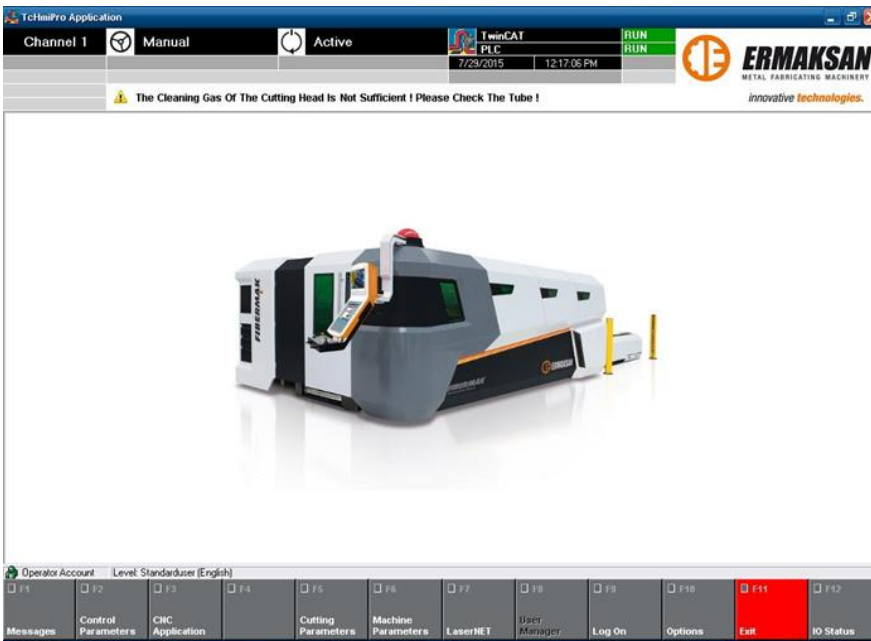 TcHmiPro Application
Channel 1 Manual Active TwinCAT RUN
PLC RUN
7/29/2015 12:17:06 PM
ERMAKSAN
METAL FABRICATING MACHINERY
The Cleaning Gas Of The Cutting Head Is Not Sufficient ! Please Check The Tube !
innovative technologies.
FIBERMAK
ERMAKSAN
FIBERMAK
Operator Account Level: Standarduser (English)
F1 F2 F3 F4 F5 F6 F7 F8 F9 F10 F11 F12
Messages
Control Parameters
CNC Application
Cutting Parameters
Machine Parameters
LaserNET
User Manager
Log On
Options
Exit
IO Status